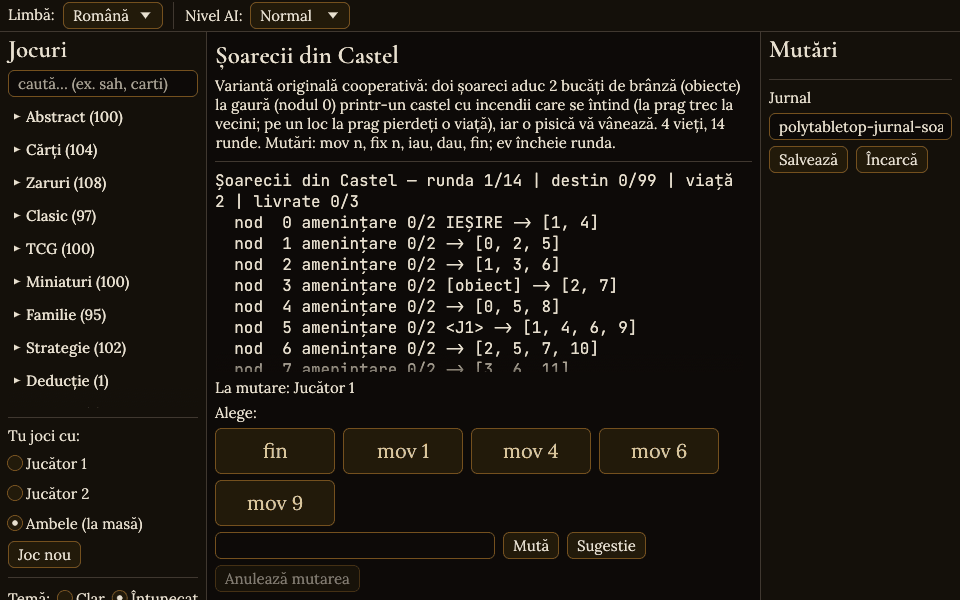 Limbă: Română ▼ Nivel AI: Normal ▼
Jocuri
caută... (ex. sah, carti)
▸ Abstract (100)
▸ Cărți (104)
▸ Zaruri (108)
▸ Clasic (97)
▸ TCG (100)
▸ Miniaturi (100)
▸ Familie (95)
▸ Strategie (102)
▸ Deducție (1)
Tu joci cu:
Jucător 1
Jucător 2
Ambele (la masă)
Joc nou
Temă: Clar Întunecat
Șoarecii din Castel
Variantă originală cooperativă: doi șoareci aduc 2 bucăți de brânză (obiecte)
la gaură (nodul 0) printr-un castel cu incendii care se întind (la prag trec la
vecini; pe un loc la prag pierdeți o viață), iar o pisică vă vânează. 4 vieți, 14
runde. Mutări: mov n, fix n, iau, dau, fin; ev încheie runda.
Șoarecii din Castel — runda 1/14 | destin 0/99 | viață
2 | livrate 0/3
nod 0 amenințare 0/2 IEȘIRE -> [1, 4]
nod 1 amenințare 0/2 -> [0, 2, 5]
nod 2 amenințare 0/2 -> [1, 3, 6]
nod 3 amenințare 0/2 [obiect] -> [2, 7]
nod 4 amenințare 0/2 -> [0, 5, 8]
nod 5 amenințare 0/2 <J1> -> [1, 4, 6, 9]
nod 6 amenințare 0/2 -> [2, 5, 7, 10]
nod 7 amenințare 0/2 -> [3, 6, 11]
La mutare: Jucător 1
Alege:
fin mov 1 mov 4 mov 6
mov 9
Mută Sugestie
Anulează mutarea
Mutări
Jurnal
polytabletop-jurnal-soa
Salvează Încarcă